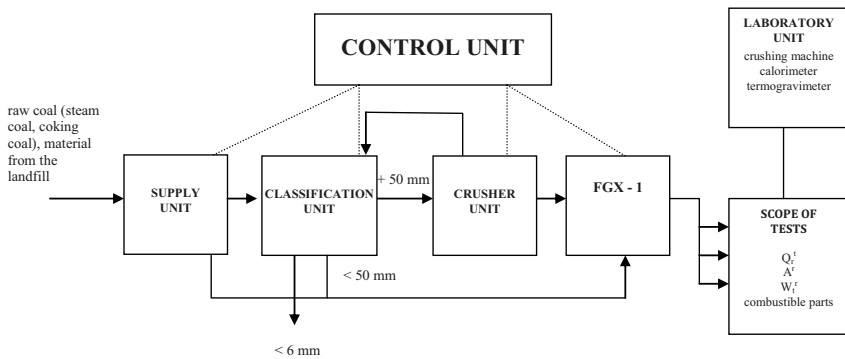 CONTROL UNIT
LABORATORY
UNIT
crushing machine
calorimeter
termogravimeter
raw coal (steam
coal, coking
coal), material
from the
landfill
SUPPLY
UNIT
CLASSIFICATION
UNIT
+ 50 mm
CRUSHER
UNIT
FGX - 1
SCOPE OF
TESTS
Qᵣᵗ
Aʳ
Wₜʳ
combustible parts
< 50 mm
< 6 mm